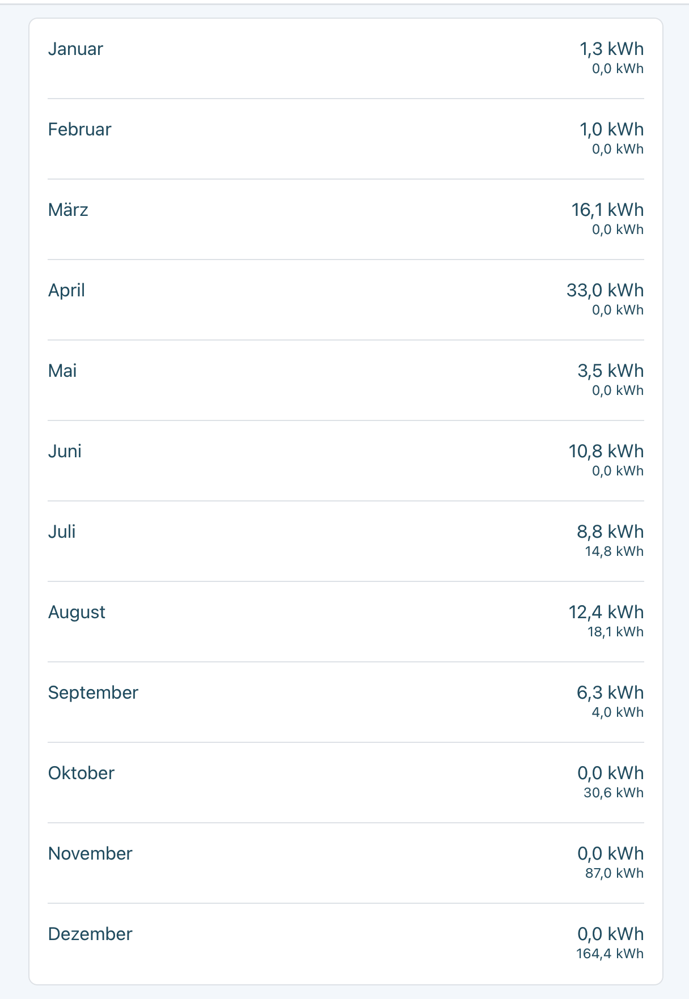 Januar
1,3 kWh
0,0 kWh
Februar
1,0 kWh
0,0 kWh
März
16,1 kWh
0,0 kWh
April
33,0 kWh
0,0 kWh
Mai
3,5 kWh
0,0 kWh
Juni
10,8 kWh
0,0 kWh
Juli
8,8 kWh
14,8 kWh
August
12,4 kWh
18,1 kWh
September
6,3 kWh
4,0 kWh
Oktober
0,0 kWh
30,6 kWh
November
0,0 kWh
87,0 kWh
Dezember
0,0 kWh
164,4 kWh